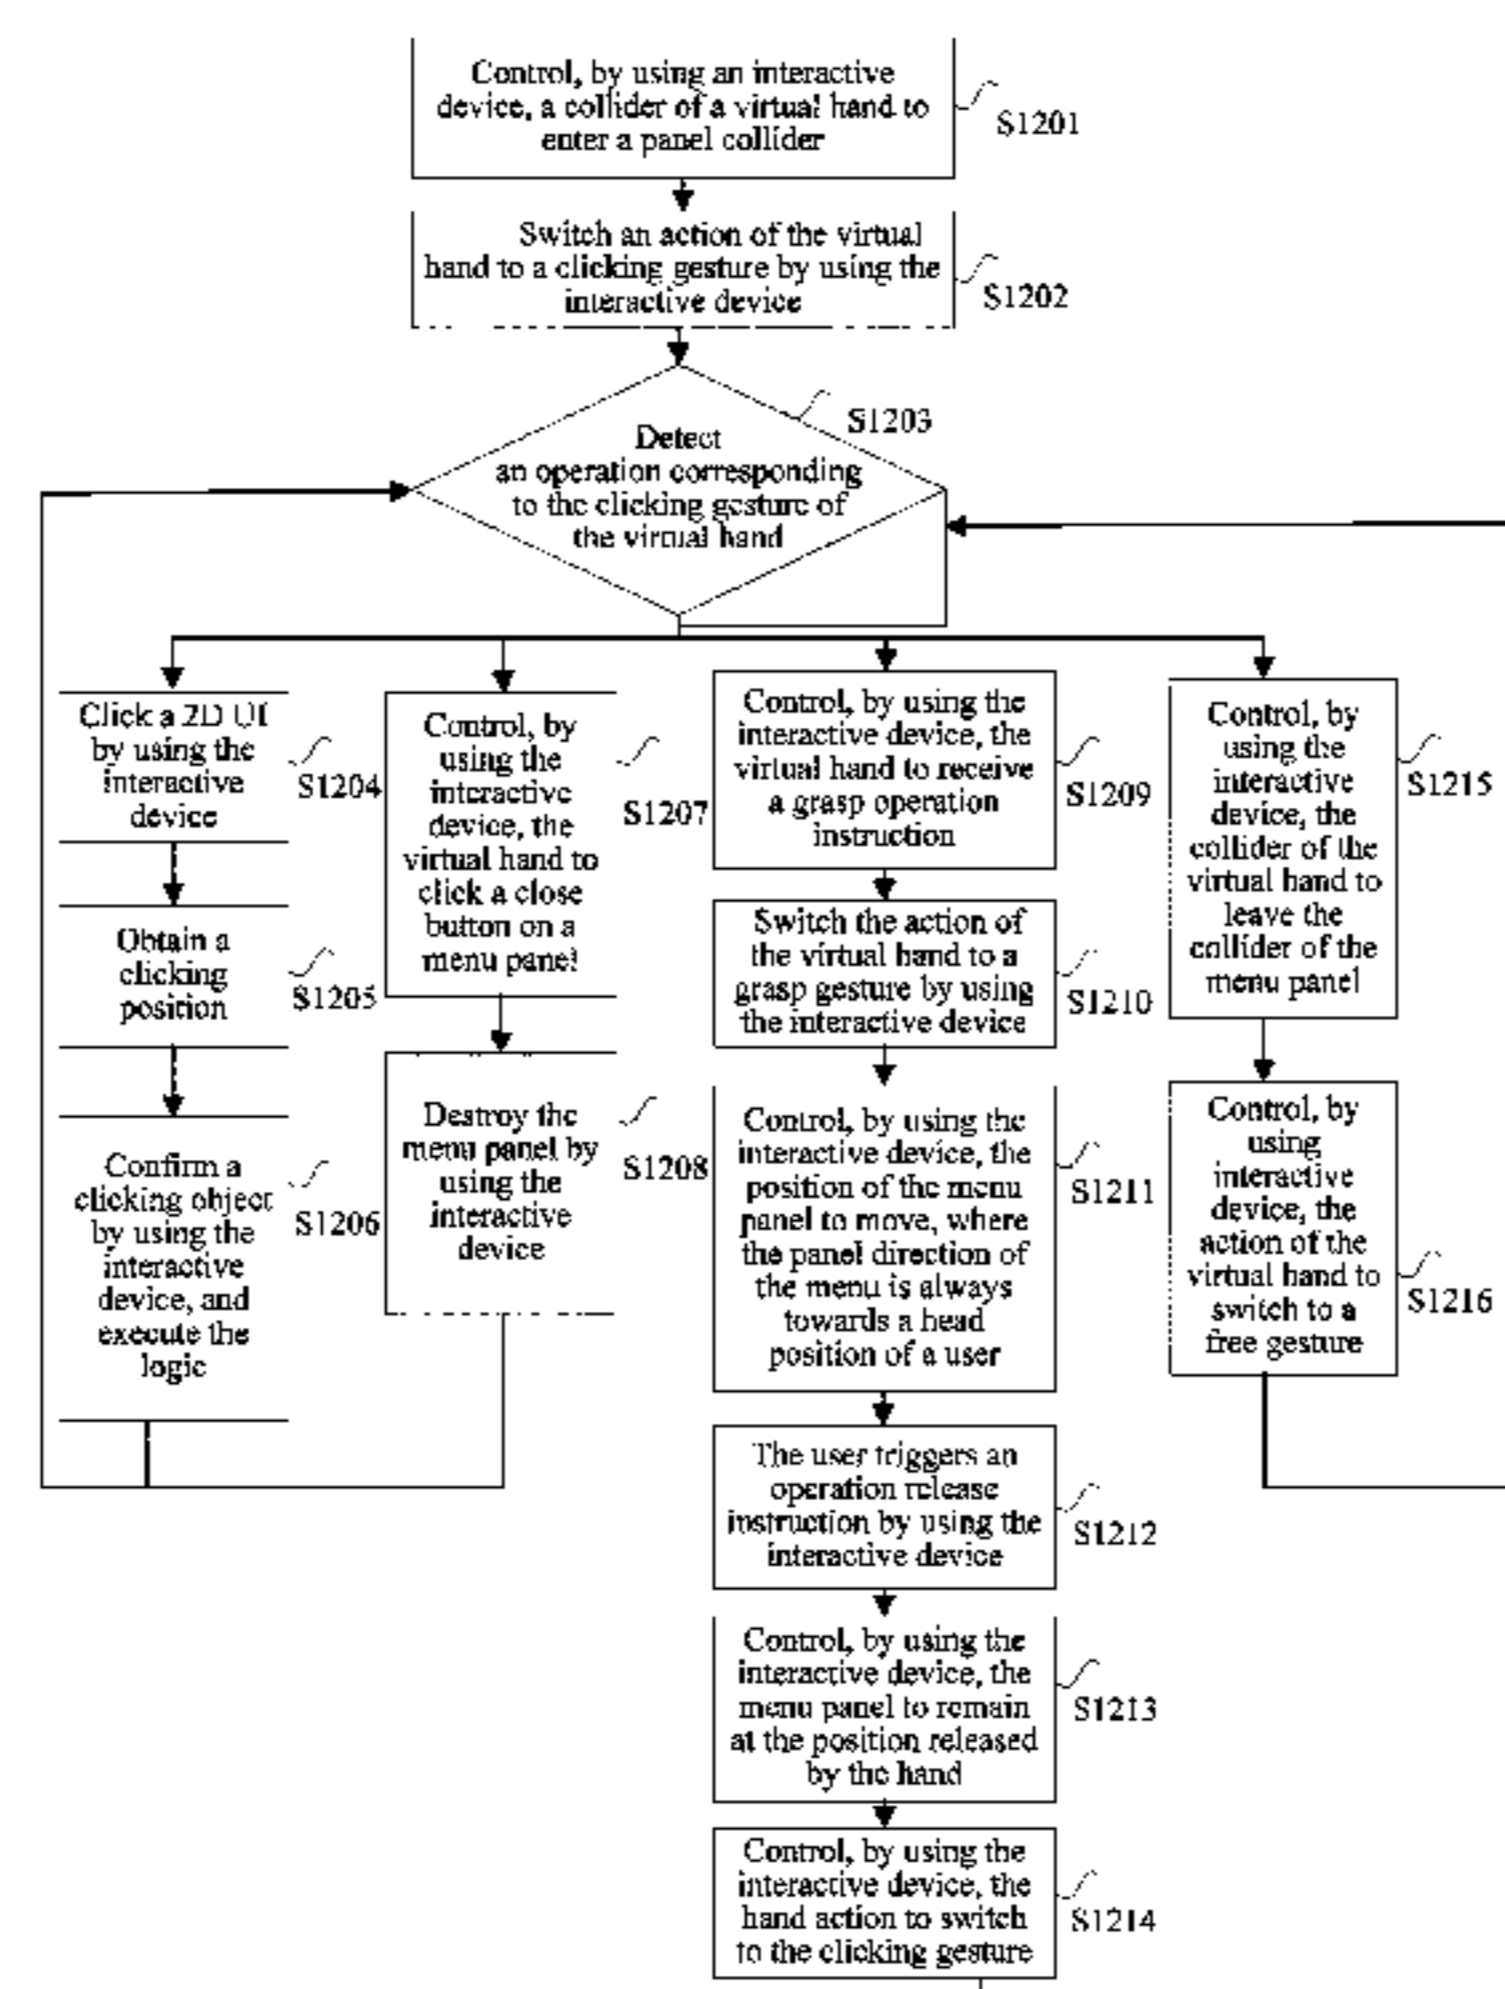 Control, by using an interactive
device, a collider of a virtual hand to
enter a panel collider
S1201
Switch an action of the virtual
hand to a clicking gesture by using the
interactive device
S1202
S1203
Detect
an operation corresponding
to the clicking gesture of
the virtual hand
Click a 2D UI
by using the
interactive
device
S1204
Obtain a
clicking
position
S1205
Confirm a
clicking object
by using the
interactive
device, and
execute the
logic
S1206
Control, by
using the
interactive
device, the
virtual hand to
click a close
button on a
menu panel
S1207
Destroy the
menu panel by
using the
interactive
device
S1208
Control, by using the
interactive device, the
virtual hand to receive
a grasp operation
instruction
S1209
Switch the action of
the virtual hand to a
grasp gesture by using
the interactive device
S1210
Control, by using the
interactive device, the
position of the menu
panel to move, where
the panel direction of
the menu is always
towards a head
position of a user
S1211
The user triggers an
operation release
instruction by using the
interactive device
S1212
Control, by using the
interactive device, the
menu panel to remain
at the position released
by the hand
S1213
Control, by using the
interactive device, the
hand action to switch
to the clicking gesture
S1214
Control, by
using the
interactive
device, the
collider of the
virtual hand to
leave the
collider of the
menu panel
S1215
Control, by
using
interactive
device, the
action of the
virtual hand to
switch to a
free gesture
S1216